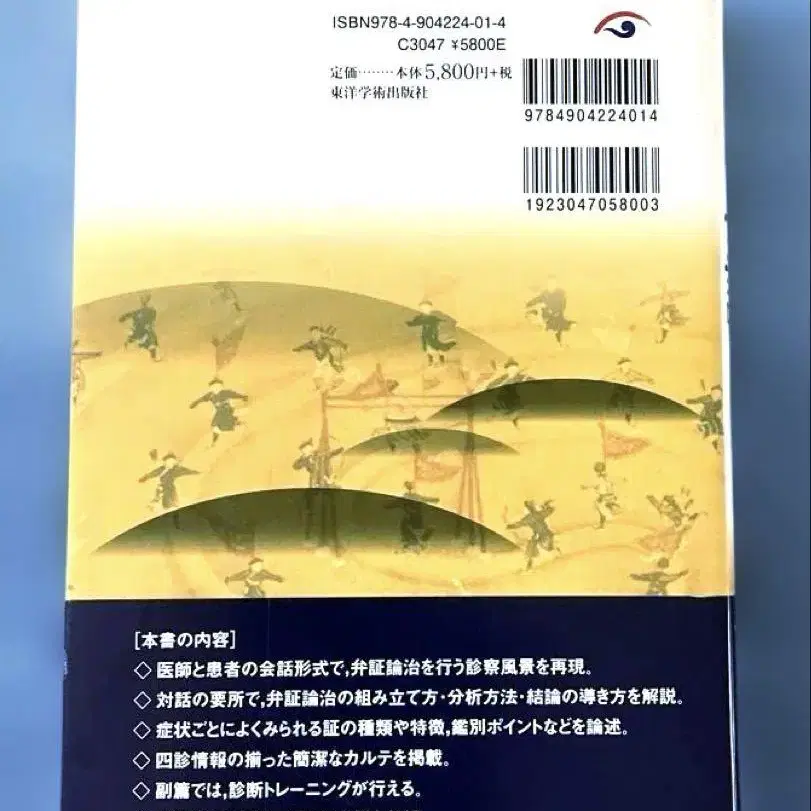 ISBN978-4-904224-01-4
C3047 ¥5800E
定価………本体5,800円+税
東洋学術出版社
9784904224014
1923047058003
[本書の内容]
◇ 医師と患者の会話形式で,弁証論治を行う診察風景を再現。
◇ 対話の要所で,弁証論治の組み立て方・分析方法・結論の導き方を解説。
◇ 症状ごとによくみられる証の種類や特徴,鑑別ポイントなどを論述。
◇ 四診情報の揃った簡潔なカルテを掲載。
◇ 副篇では,診断トレーニングが行える。